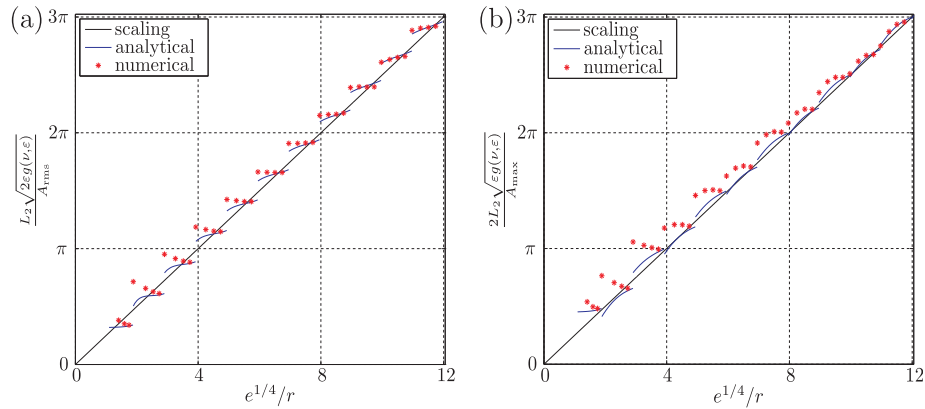 (a)
3π
2π
π
0
scaling
analytical
numerical
L₂√(2εg(ν,ε))
A_rms
0 4 8 12
e^{1/4}/r
(b)
3π
2π
π
0
scaling
analytical
numerical
2L₂√(εg(ν,ε))
A_max
0 4 8 12
e^{1/4}/r